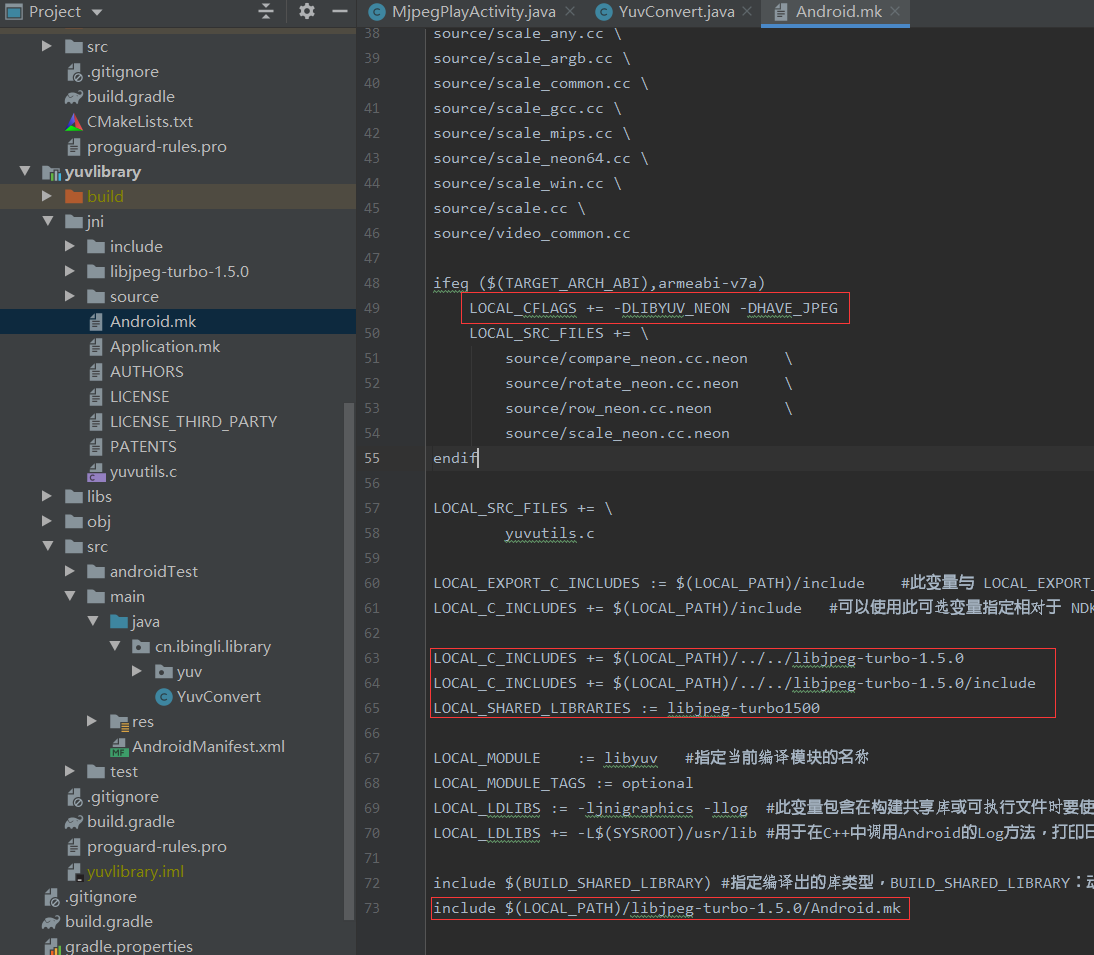 Project
src
.gitignore
build.gradle
CMakeLists.txt
proguard-rules.pro
yuvlibrary
build
jni
include
libjpeg-turbo-1.5.0
source
Android.mk
Application.mk
AUTHORS
LICENSE
LICENSE_THIRD_PARTY
PATENTS
yuvutils.c
libs
obj
src
androidTest
main
java
cn.ibingli.library
yuv
YuvConvert
res
AndroidManifest.xml
test
.gitignore
build.gradle
proguard-rules.pro
yuvlibrary.iml
.gitignore
build.gradle
gradle.properties
MjpegPlayActivity.java
YuvConvert.java
Android.mk
38 source/scale_any.cc \
39 source/scale_argb.cc \
40 source/scale_common.cc \
41 source/scale_gcc.cc \
42 source/scale_mips.cc \
43 source/scale_neon64.cc \
44 source/scale_win.cc \
45 source/scale.cc \
46 source/video_common.cc
47
48 ifeq ($(TARGET_ARCH_ABI),armeabi-v7a)
49 LOCAL_CFLAGS += -DLIBYUV_NEON -DHAVE_JPEG
50 LOCAL_SRC_FILES += \
51 source/compare_neon.cc.neon \
52 source/rotate_neon.cc.neon \
53 source/row_neon.cc.neon \
54 source/scale_neon.cc.neon
55 endif
56
57 LOCAL_SRC_FILES += \
58 yuvutils.c
59
60 LOCAL_EXPORT_C_INCLUDES := $(LOCAL_PATH)/include #此变量与 LOCAL_EXPORT_
61 LOCAL_C_INCLUDES += $(LOCAL_PATH)/include #可以使用此可选变量指定相对于 NDK
62
63 LOCAL_C_INCLUDES += $(LOCAL_PATH)/../../libjpeg-turbo-1.5.0
64 LOCAL_C_INCLUDES += $(LOCAL_PATH)/../../libjpeg-turbo-1.5.0/include
65 LOCAL_SHARED_LIBRARIES := libjpeg-turbo1500
66
67 LOCAL_MODULE := libyuv #指定当前编译模块的名称
68 LOCAL_MODULE_TAGS := optional
69 LOCAL_LDLIBS := -ljnigraphics -llog #此变量包含在构建共享库或可执行文件时要使
70 LOCAL_LDLIBS += -L$(SYSROOT)/usr/lib #用于在C++中调用Android的Log方法，打印日
71
72 include $(BUILD_SHARED_LIBRARY) #指定编译出的库类型，BUILD_SHARED_LIBRARY：动
73 include $(LOCAL_PATH)/libjpeg-turbo-1.5.0/Android.mk